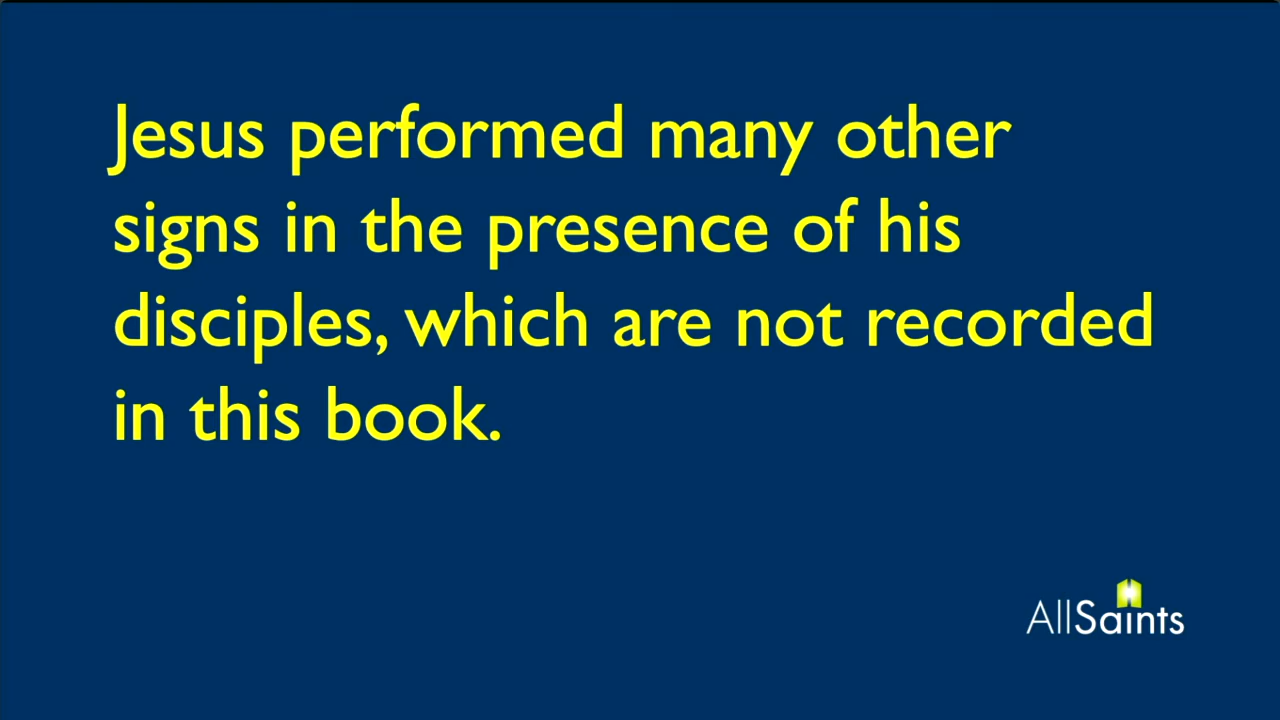 Jesus performed many other
signs in the presence of his
disciples, which are not recorded
in this book.
AllSaints